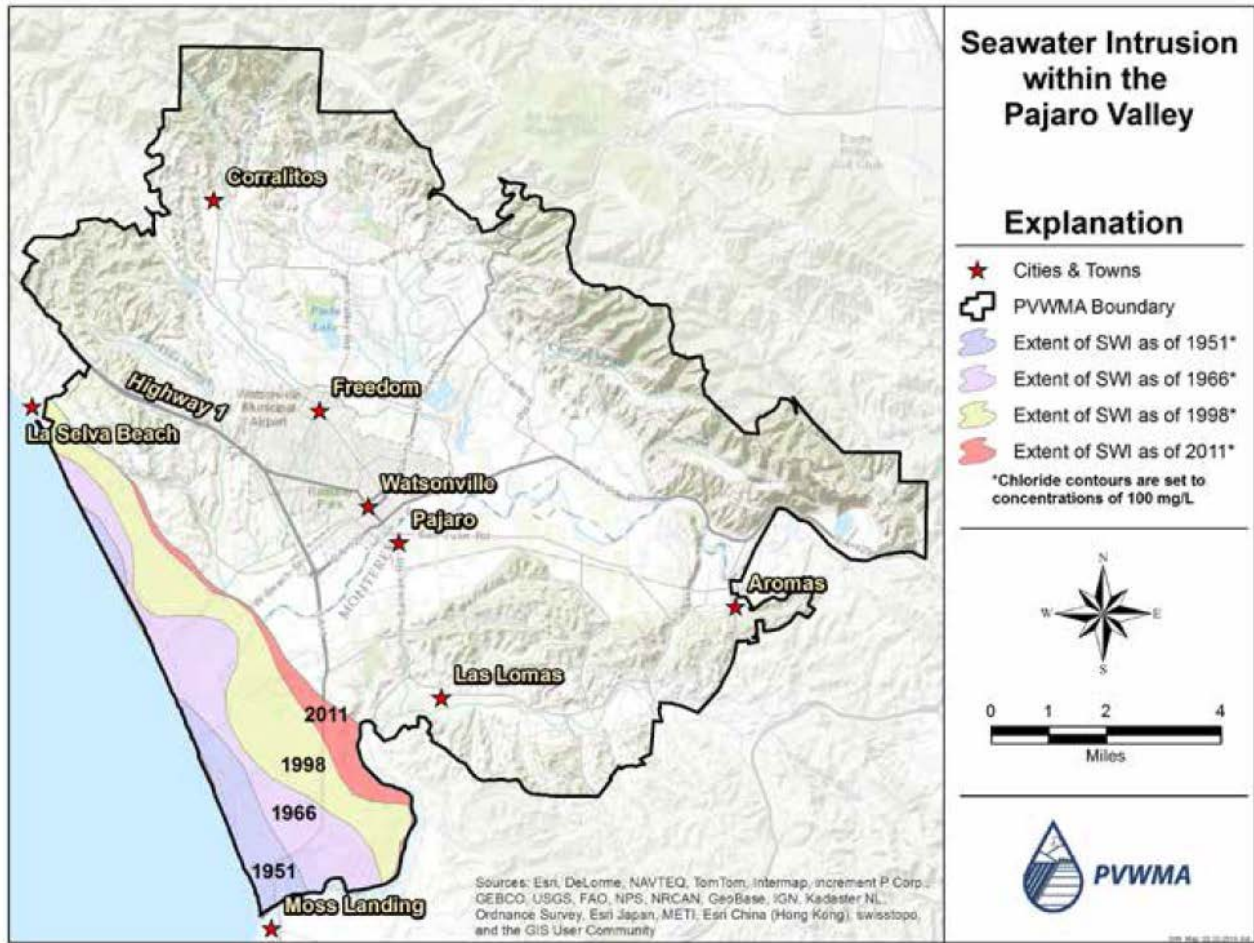 Seawater Intrusion
within the
Pajaro Valley
Explanation
Cities & Towns
PVWMA Boundary
Extent of SWI as of 1951*
Extent of SWI as of 1966*
Extent of SWI as of 1998*
Extent of SWI as of 2011*
*Chloride contours are set to
concentrations of 100 mg/L
N
W
E
S
0 1 2 4
Miles
PVWMA
Corralitos
Freedom
Highway 1
Watsonville
Municipal
Airport
La Selva Beach
Watsonville
Pajaro
MONTEREY
Aromas
Las Lomas
2011
1998
1966
1951
Moss Landing
Sources: Esri, DeLorme, NAVTEQ, TomTom, Intermap, increment P Corp.,
GEBCO, USGS, FAO, NPS, NRCAN, GeoBase, IGN, Kadaster NL,
Ordnance Survey, Esri Japan, METI, Esri China (Hong Kong), swisstopo,
and the GIS User Community